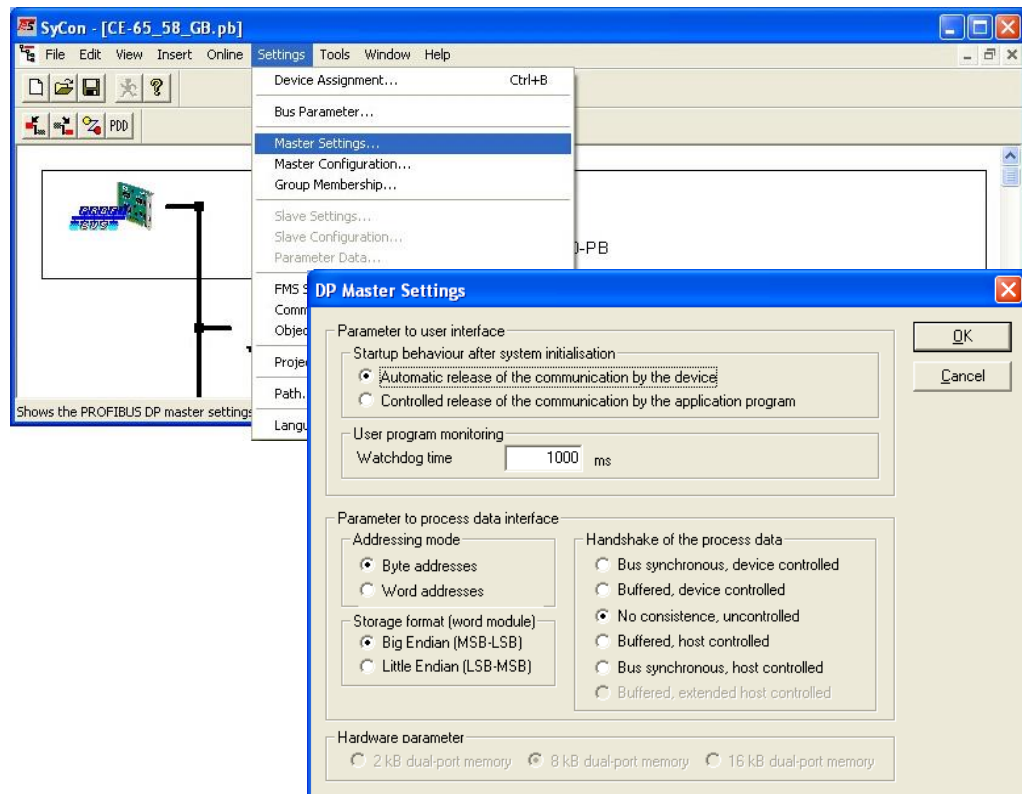 SyCon - [CE-65_58_GB.pb]
File Edit View Insert Online Settings Tools Window Help
Device Assignment... Ctrl+B
Bus Parameter...
PDD
Master Settings...
Master Configuration...
Group Membership...
Slave Settings...
Slave Configuration...
Parameter Data...
-PB
FMS
DP Master Settings
Parameter to user interface
OK
Startup behaviour after system initialisation
Automatic release of the communication by the device
Cancel
Controlled release of the communication by the application program
Path.
Shows the PROFIBUS DP master settings
User program monitoring
Watchdog time 1000 ms
Parameter to process data interface
Addressing mode
Byte addresses
Word addresses
Storage format (word module)
Big Endian (MSB-LSB)
Little Endian (LSB-MSB)
Handshake of the process data
Bus synchronous, device controlled
Buffered, device controlled
No consistence, uncontrolled
Buffered, host controlled
Bus synchronous, host controlled
Buffered, extended host controlled
Hardware parameter
2 kB dual-port memory 8 kB dual-port memory 16 kB dual-port memory